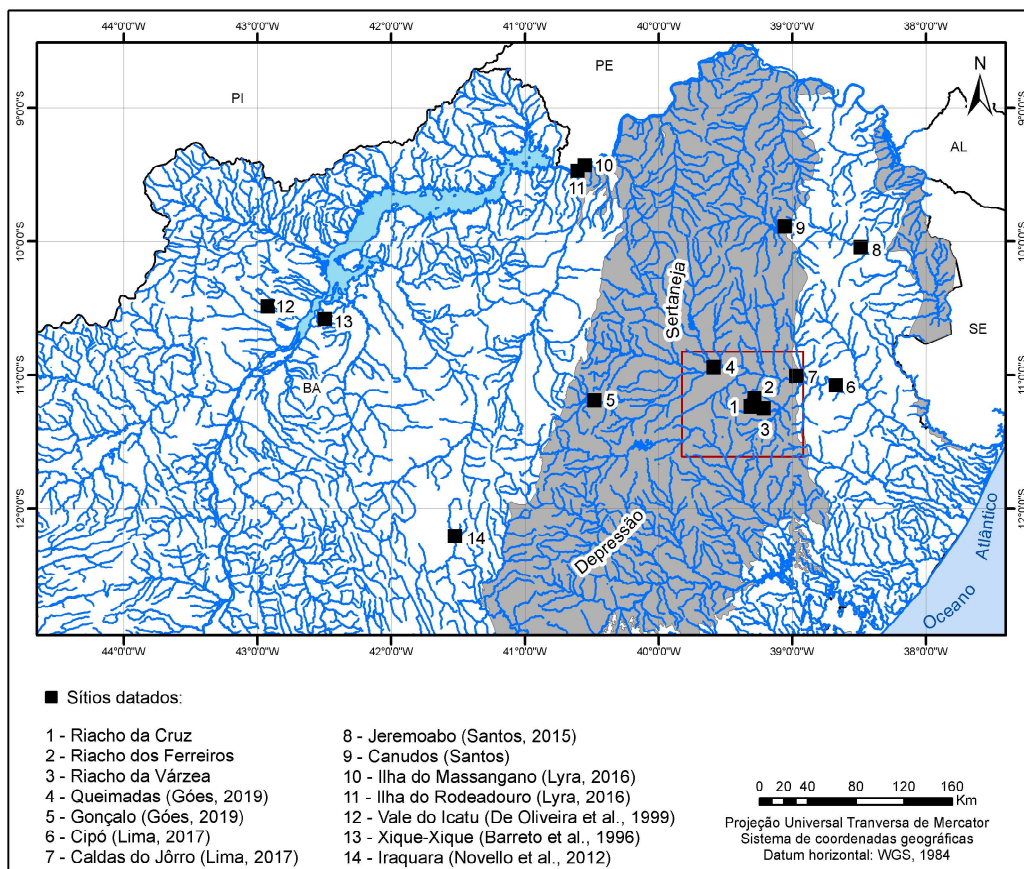 44°0'0"W 43°0'0"W 42°0'0"W 41°0'0"W 40°0'0"W 39°0'0"W 38°0'0"W
PE
N
PI
9°0'0"S 9°0'0"S
AL
10
11
9
10°0'0"S 10°0'0"S
8
Sertaneja
12
13
SE
11°0'0"S 11°0'0"S
4
7
BA
2
6
5
1
3
12°0'0"S 12°0'0"S
14
Depressão
Oceano Atlântico
44°0'0"W 43°0'0"W 42°0'0"W 41°0'0"W 40°0'0"W 39°0'0"W 38°0'0"W
Sítios datados:
1 - Riacho da Cruz
2 - Riacho dos Ferreiros
3 - Riacho da Várzea
4 - Queimadas (Góes, 2019)
5 - Gonçalo (Góes, 2019)
6 - Cipó (Lima, 2017)
7 - Caldas do Jôrro (Lima, 2017)
8 - Jeremoabo (Santos, 2015)
9 - Canudos (Santos)
10 - Ilha do Massangano (Lyra, 2016)
11 - Ilha do Rodeadouro (Lyra, 2016)
12 - Vale do Icatu (De Oliveira et al., 1999)
13 - Xique-Xique (Barreto et al., 1996)
14 - Iraquara (Novello et al., 2012)
0 20 40 80 120 160
Km
Projeção Universal Tranversa de Mercator
Sistema de coordenadas geográficas
Datum horizontal: WGS, 1984